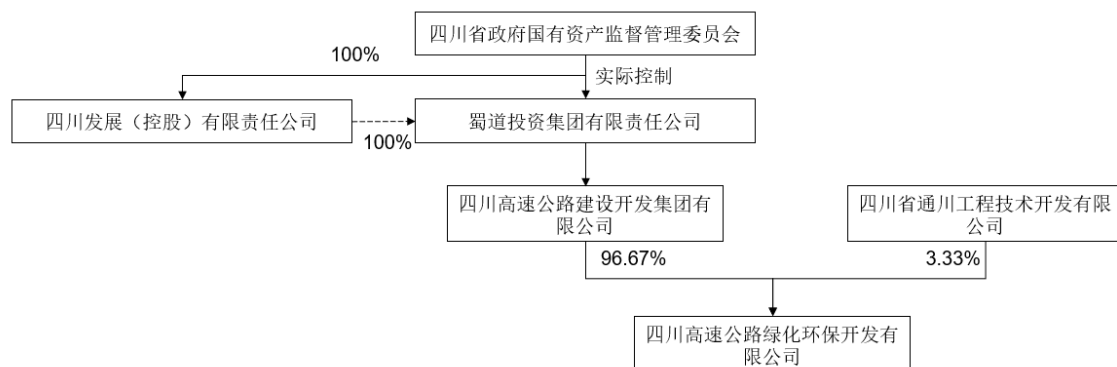 四川省政府国有资产监督管理委员会
100%
实际控制
四川发展（控股）有限责任公司
100%
蜀道投资集团有限责任公司
四川高速公路建设开发集团有
限公司
四川省通川工程技术开发有限
公司
96.67%
3.33%
四川高速公路绿化环保开发有
限公司